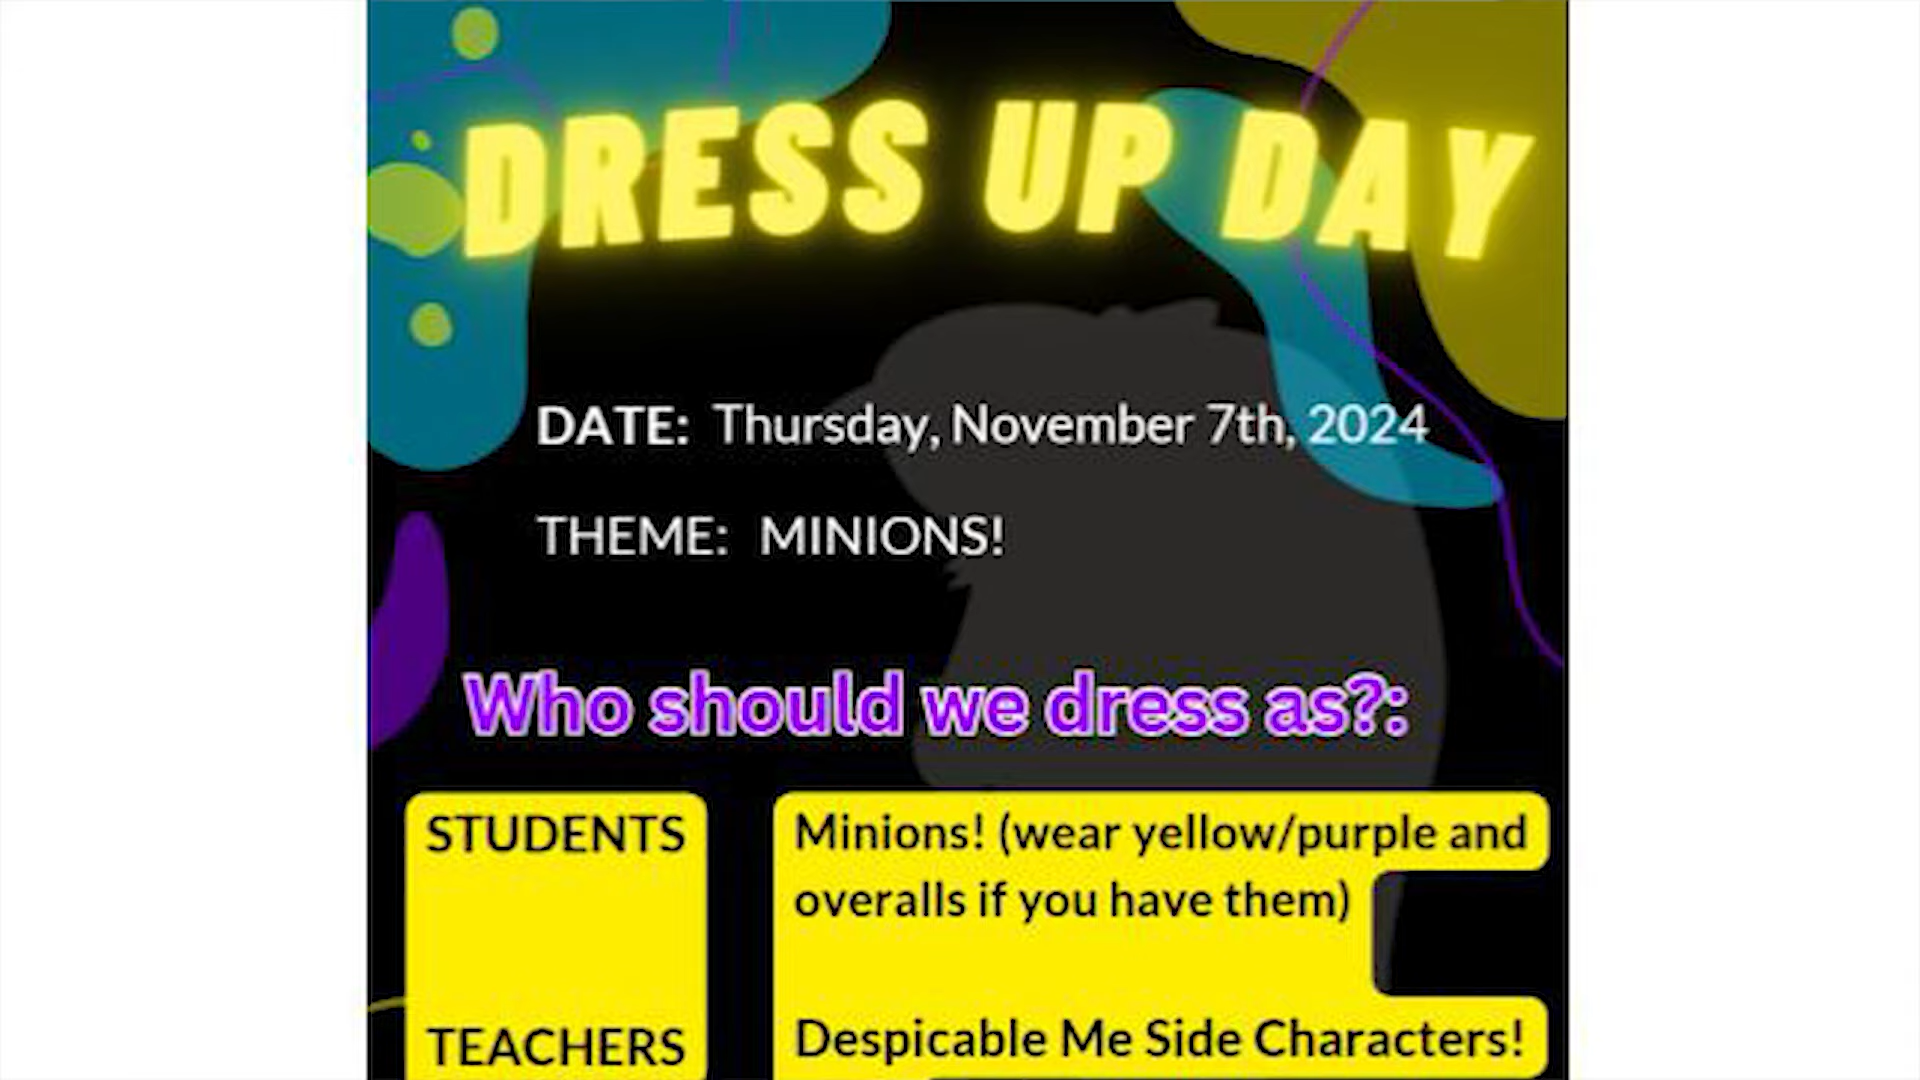 DRESS UP DAY
DATE: Thursday, November 7th, 2024
THEME: MINIONS!
Who should we dress as?:
STUDENTS
Minions! (wear yellow/purple and
overalls if you have them)
TEACHERS
Despicable Me Side Characters!